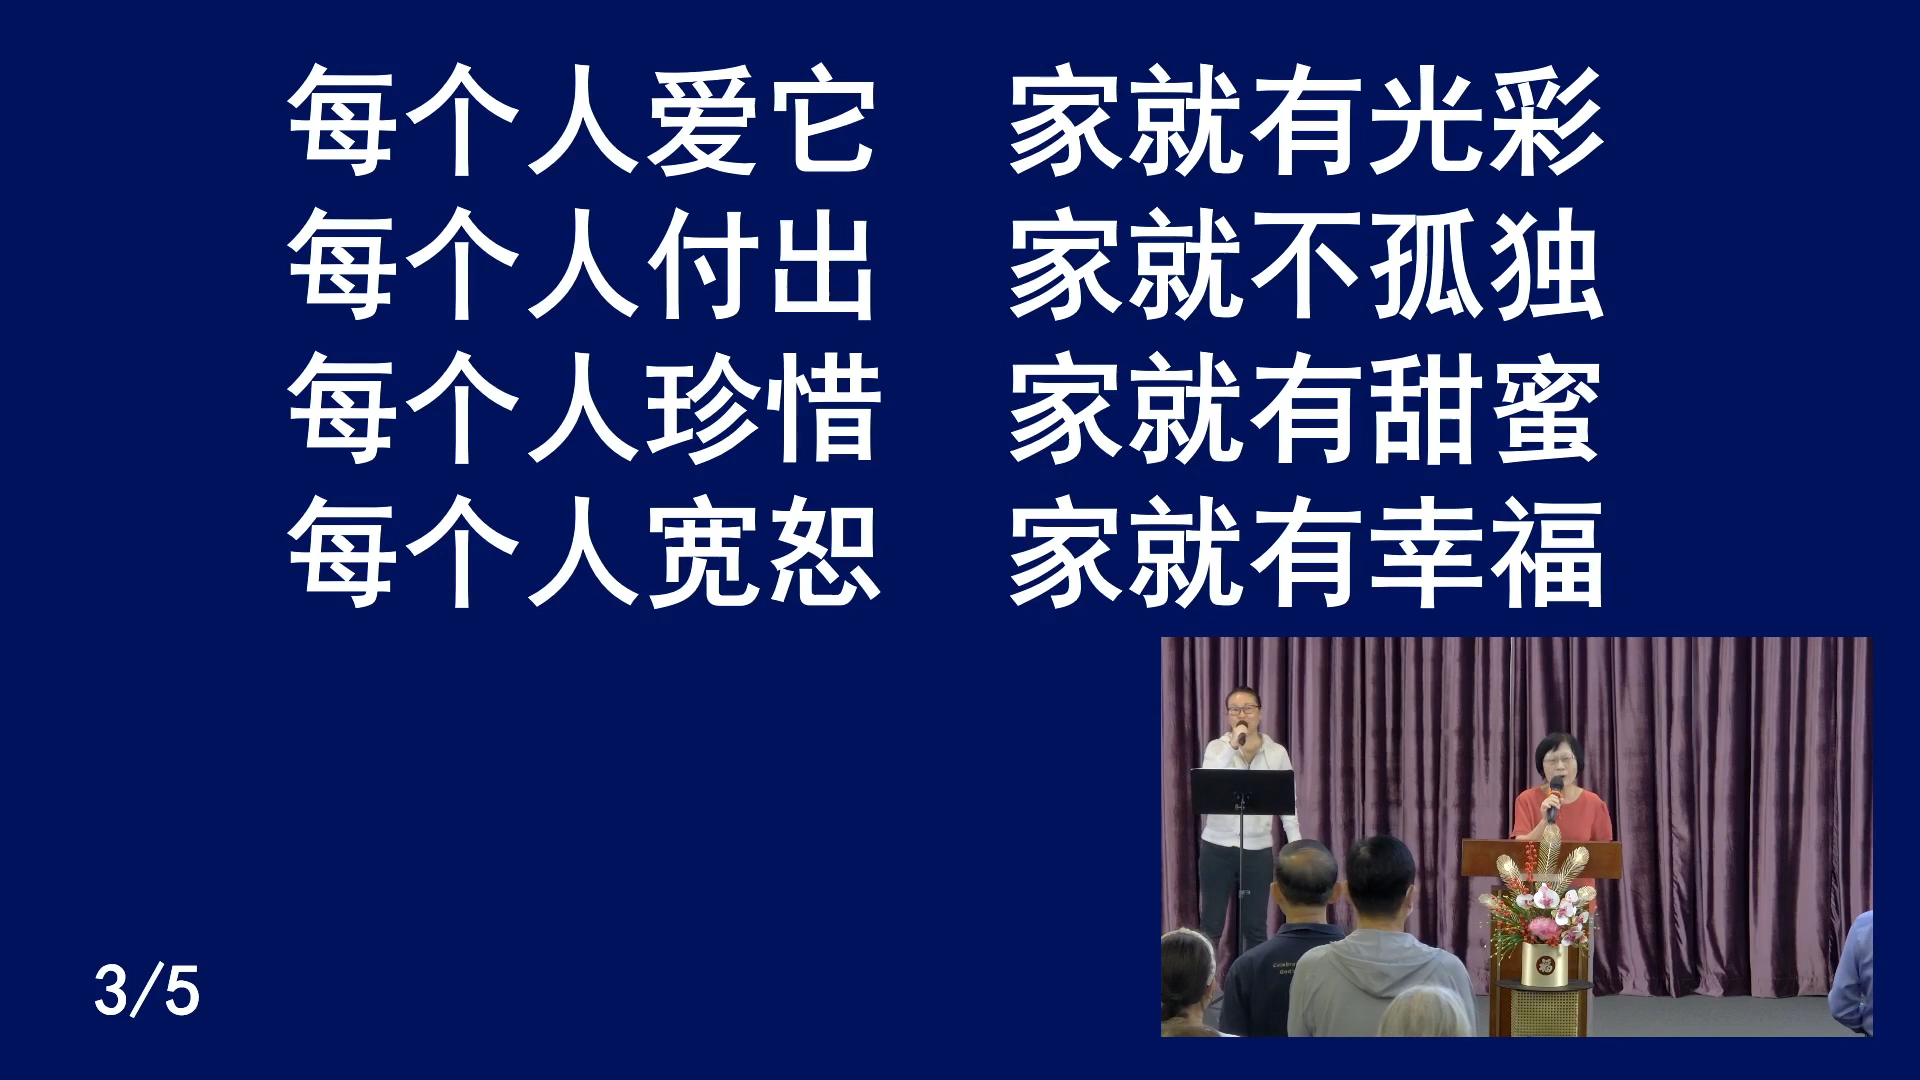 每个人爱它 家就有光彩
每个人付出 家就不孤独
每个人珍惜 家就有甜蜜
每个人宽恕 家就有幸福
3/5